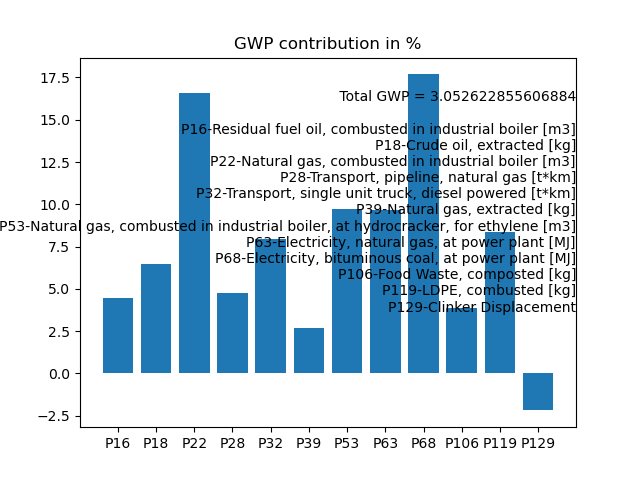 GWP contribution in %
17.5
15.0
12.5
10.0
7.5
5.0
2.5
0.0
−2.5
Total GWP = 3.052622855606884
P16-Residual fuel oil, combusted in industrial boiler [m3]
P18-Crude oil, extracted [kg]
P22-Natural gas, combusted in industrial boiler [m3]
P28-Transport, pipeline, natural gas [t*km]
P32-Transport, single unit truck, diesel powered [t*km]
P39-Natural gas, extracted [kg]
P53-Natural gas, combusted in industrial boiler, at hydrocracker, for ethylene [m3]
P63-Electricity, natural gas, at power plant [MJ]
P68-Electricity, bituminous coal, at power plant [MJ]
P106-Food Waste, composted [kg]
P119-LDPE, combusted [kg]
P129-Clinker Displacement
P16 P18 P22 P28 P32 P39 P53 P63 P68 P106 P119 P129